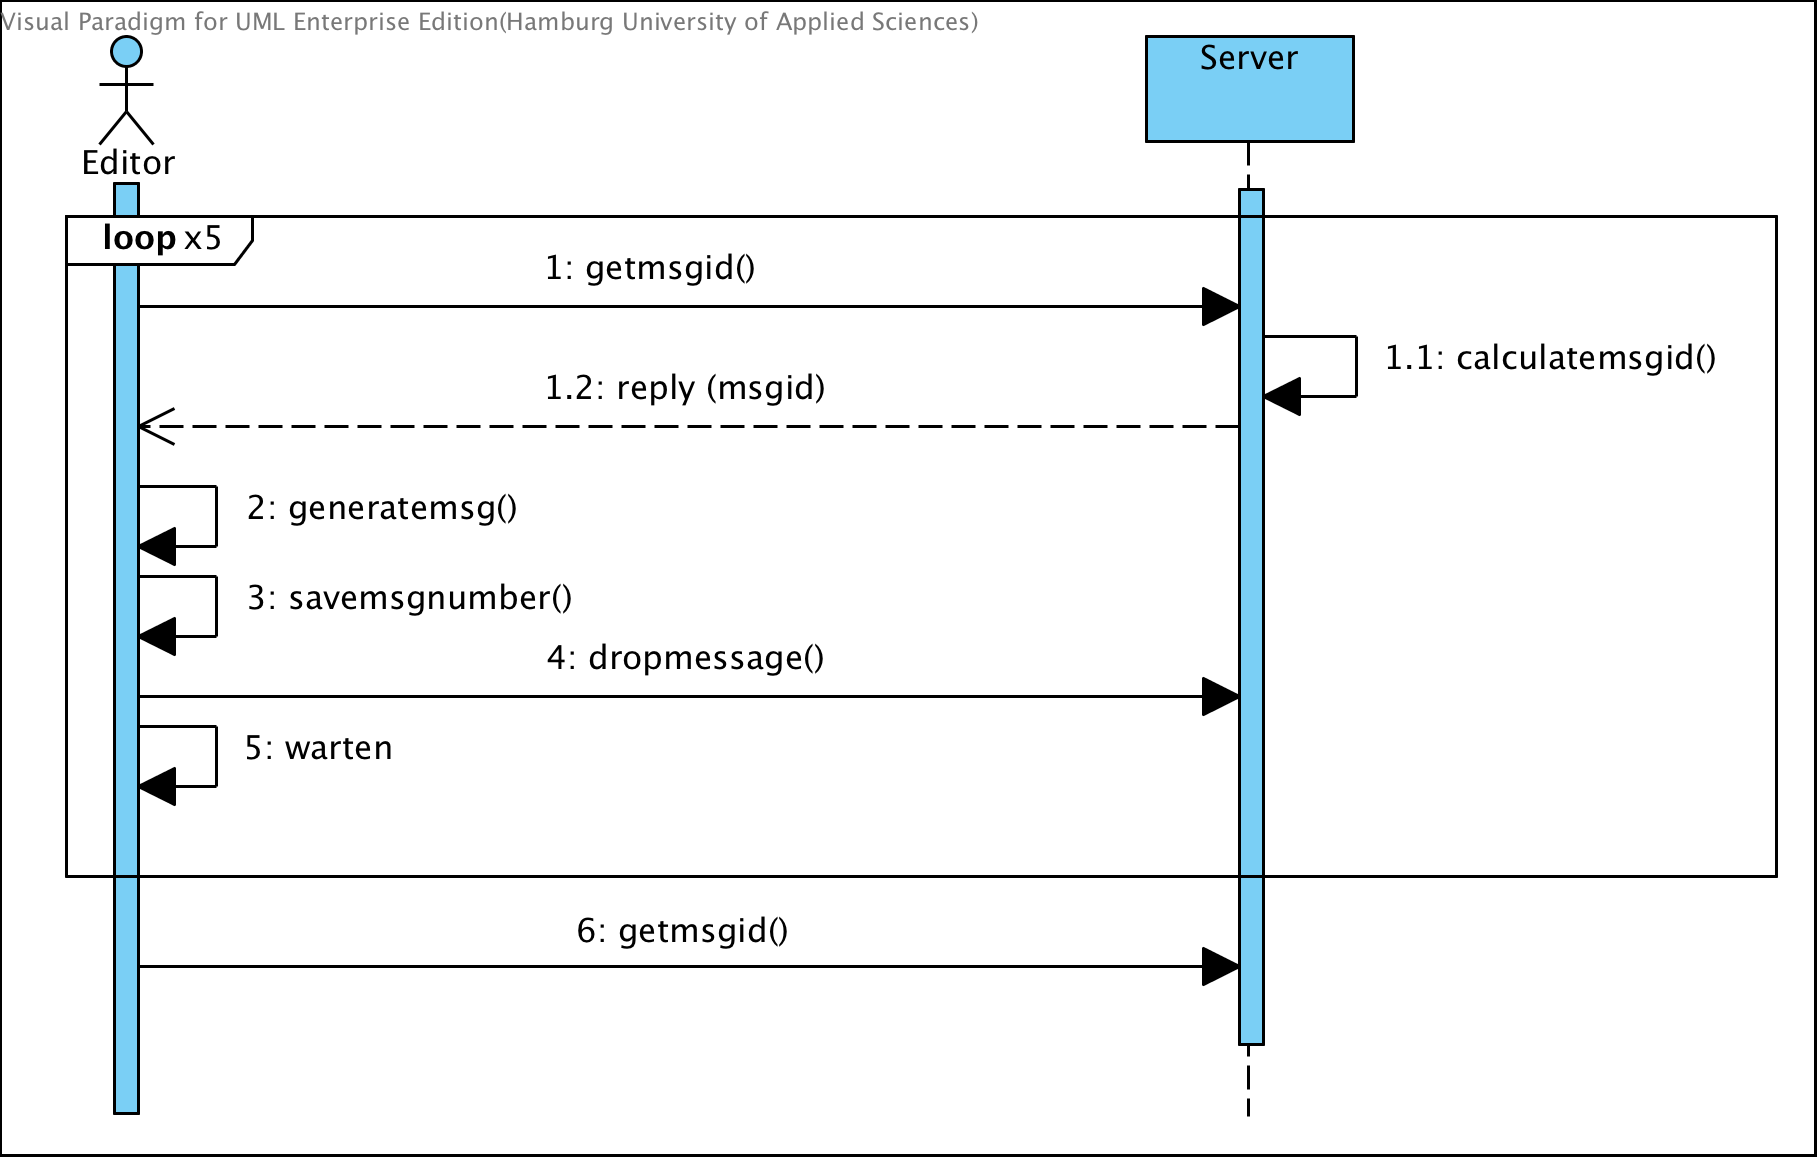 Visual Paradigm for UML Enterprise Edition(Hamburg University of Applied Sciences)
Server
Editor
loop x5
1: getmsgid()
1.1: calculatemsgid()
1.2: reply (msgid)
2: generatemsg()
3: savemsgnumber()
4: dropmessage()
5: warten
6: getmsgid()